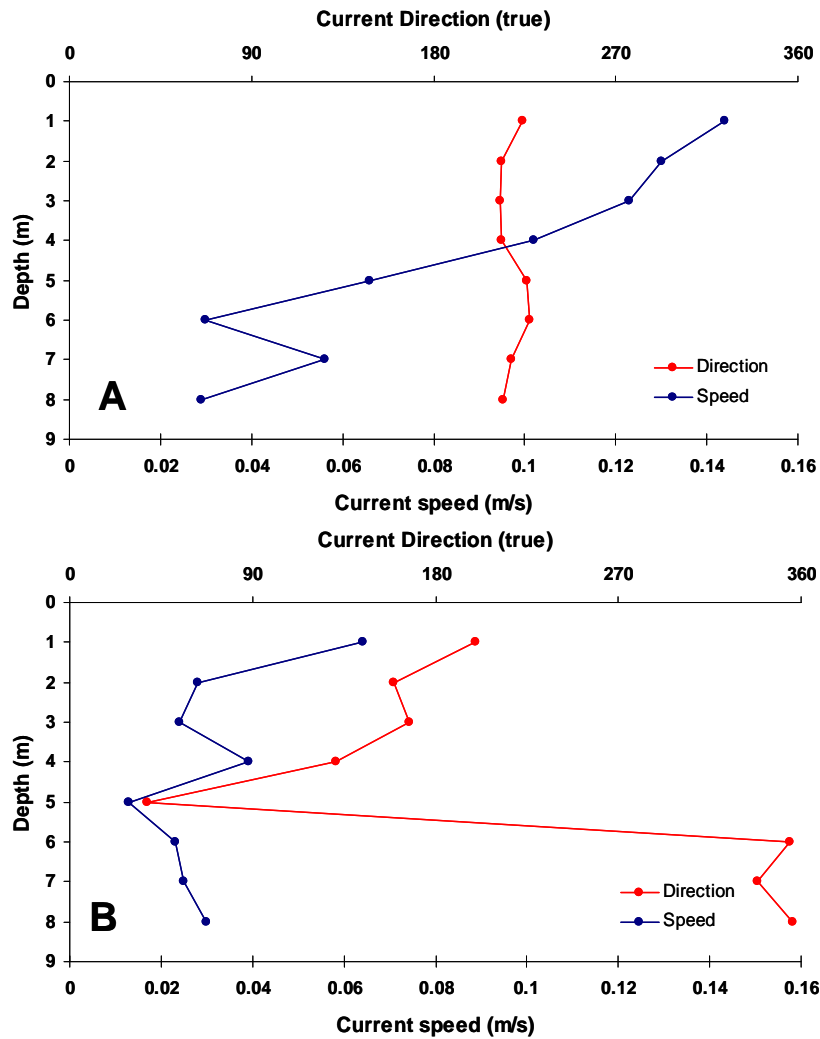 Current Direction (true)
0 90 180 270 360
0
1
2
3
4
5
6
7
8
9
Depth (m)
Direction
Speed
A
0 0.02 0.04 0.06 0.08 0.1 0.12 0.14 0.16
Current speed (m/s)
Current Direction (true)
0 90 180 270 360
0
1
2
3
4
5
6
7
8
9
Depth (m)
Direction
Speed
B
0 0.02 0.04 0.06 0.08 0.1 0.12 0.14 0.16
Current speed (m/s)